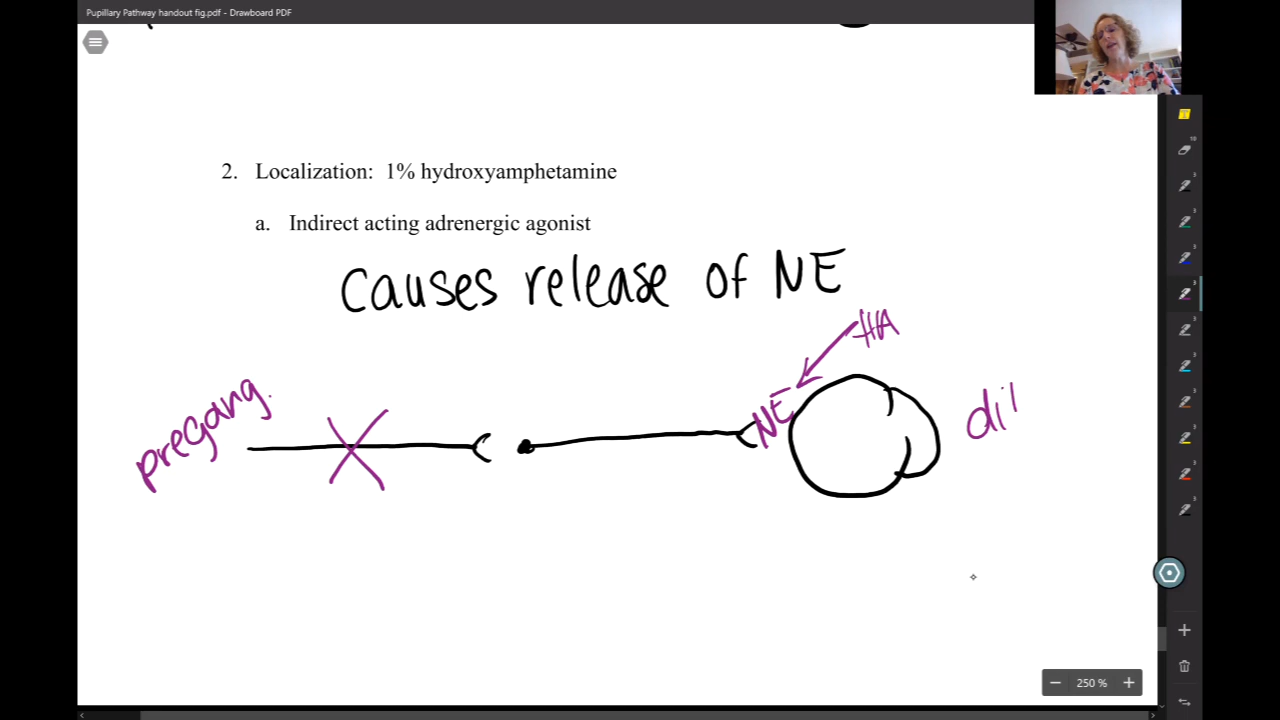 Pupillary Pathway handout fig.pdf - Drawboard PDF
2. Localization: 1% hydroxyamphetamine
a. Indirect acting adrenergic agonist
causes release of NE
HA
pregang.
NE
dil
250 %